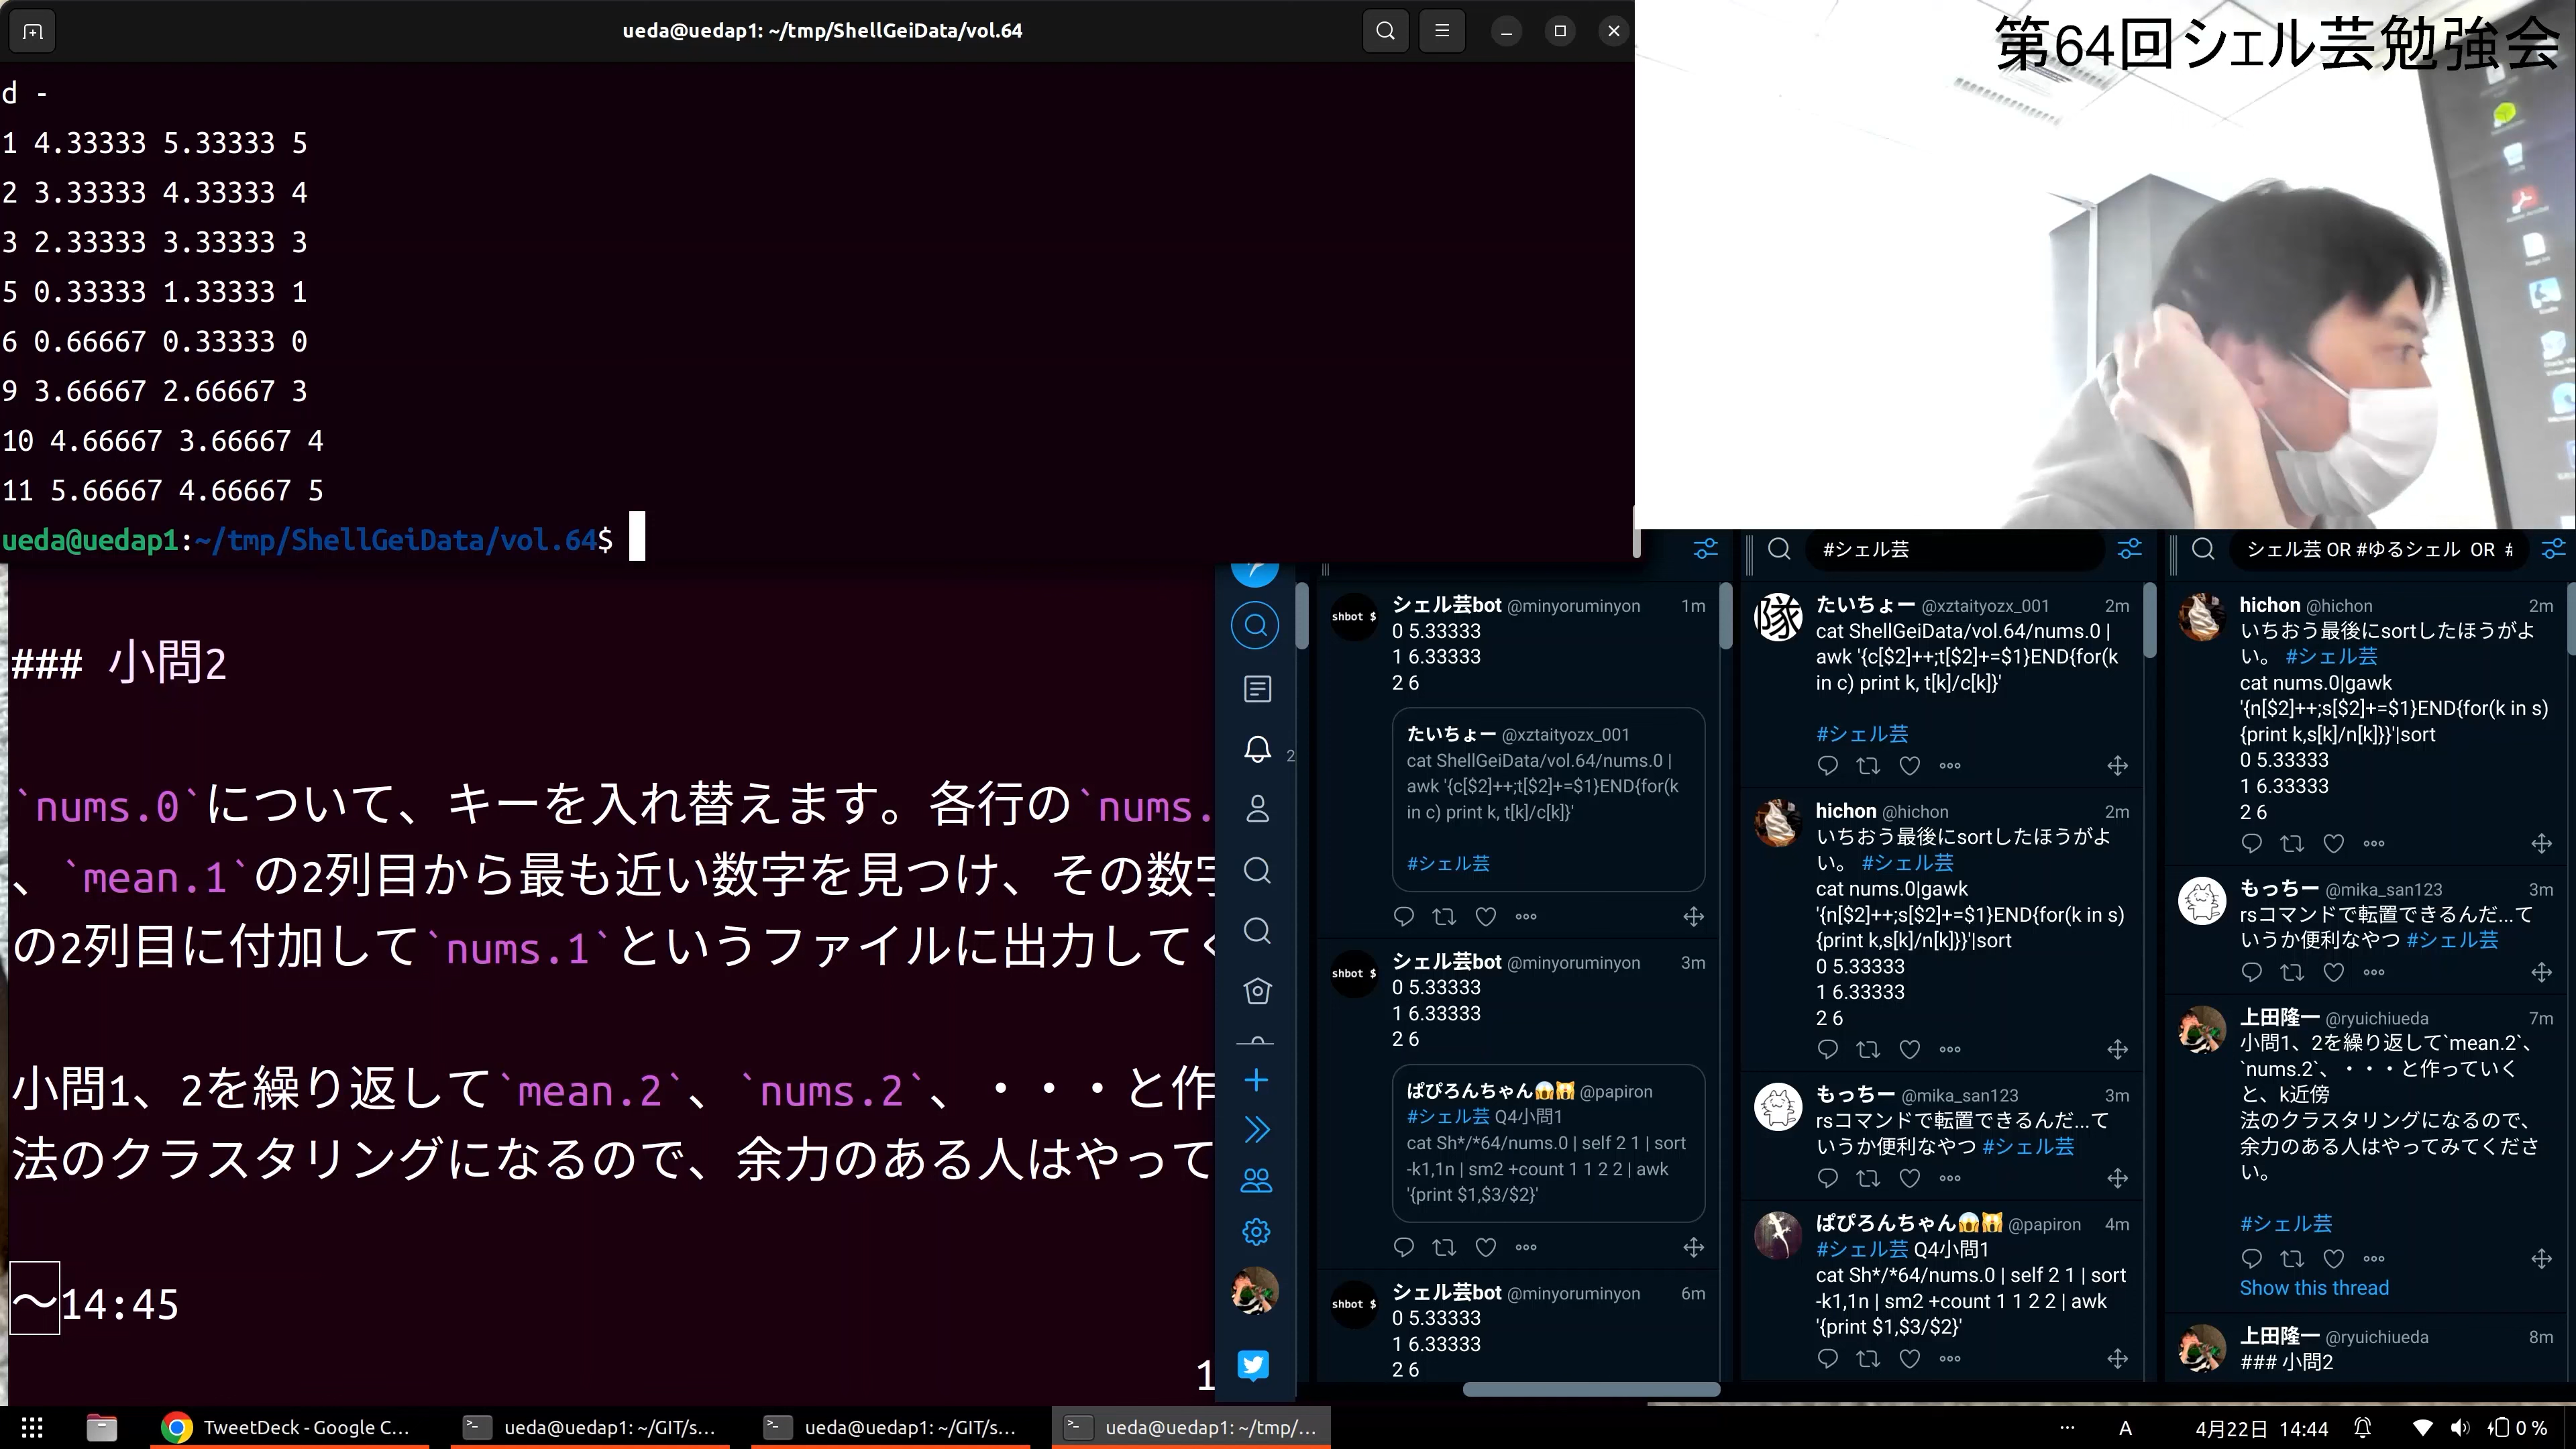 ueda@uedap1: ~/tmp/ShellGeiData/vol.64
d -
1 4.33333 5.33333 5
2 3.33333 4.33333 4
3 2.33333 3.33333 3
5 0.33333 1.33333 1
6 0.66667 0.33333 0
9 3.66667 2.66667 3
10 4.66667 3.66667 4
11 5.66667 4.66667 5
ueda@uedap1:~/tmp/ShellGeiData/vol.64$
第64回シェル芸勉強会
### 小問2
`nums.0`について、キーを入れ替えます。各行の`nums.
、`mean.1`の2列目から最も近い数字を見つけ、その数字
の2列目に付加して`nums.1`というファイルに出力してく
小問1、2を繰り返して`mean.2`、`nums.2`、・・・と作
法のクラスタリングになるので、余力のある人はやって
〜14:45
1
2
シェル芸bot @minyoruminyon 1m
0 5.33333
1 6.33333
2 6
たいちょー @xztaityozx_001
cat ShellGeiData/vol.64/nums.0 |
awk '{c[$2]++;t[$2]+=$1}END{for(k
in c) print k, t[k]/c[k]}'
#シェル芸
シェル芸bot @minyoruminyon 3m
0 5.33333
1 6.33333
2 6
ぱぴろんちゃん😱🙀 @papiron
#シェル芸 Q4小問1
cat Sh*/*64/nums.0 | self 2 1 | sort
-k1,1n | sm2 +count 1 1 2 2 | awk
'{print $1,$3/$2}'
シェル芸bot @minyoruminyon 6m
0 5.33333
1 6.33333
2 6
#シェル芸
たいちょー @xztaityozx_001 2m
cat ShellGeiData/vol.64/nums.0 |
awk '{c[$2]++;t[$2]+=$1}END{for(k
in c) print k, t[k]/c[k]}'
#シェル芸
hichon @hichon 2m
いちおう最後にsortしたほうがよ
い。 #シェル芸
cat nums.0|gawk
'{n[$2]++;s[$2]+=$1}END{for(k in s)
{print k,s[k]/n[k]}}'|sort
0 5.33333
1 6.33333
2 6
もっちー @mika_san123 3m
rsコマンドで転置できるんだ...て
いうか便利なやつ #シェル芸
ぱぴろんちゃん😱🙀 @papiron 4m
#シェル芸 Q4小問1
cat Sh*/*64/nums.0 | self 2 1 | sort
-k1,1n | sm2 +count 1 1 2 2 | awk
'{print $1,$3/$2}'
シェル芸 OR #ゆるシェル OR #
hichon @hichon 2m
いちおう最後にsortしたほうがよ
い。 #シェル芸
cat nums.0|gawk
'{n[$2]++;s[$2]+=$1}END{for(k in s)
{print k,s[k]/n[k]}}'|sort
0 5.33333
1 6.33333
2 6
もっちー @mika_san123 3m
rsコマンドで転置できるんだ...て
いうか便利なやつ #シェル芸
上田隆一 @ryuichiueda 7m
小問1、2を繰り返して`mean.2`、
`nums.2`、・・・と作っていく
と、k近傍
法のクラスタリングになるので、
余力のある人はやってみてくださ
い。
#シェル芸
Show this thread
上田隆一 @ryuichiueda 8m
### 小問2
shbot $
shbot $
shbot $
隊
TweetDeck - Google C...
ueda@uedap1: ~/GIT/s...
ueda@uedap1: ~/GIT/s...
ueda@uedap1: ~/tmp/...
A
4月22日 14:44
0 %